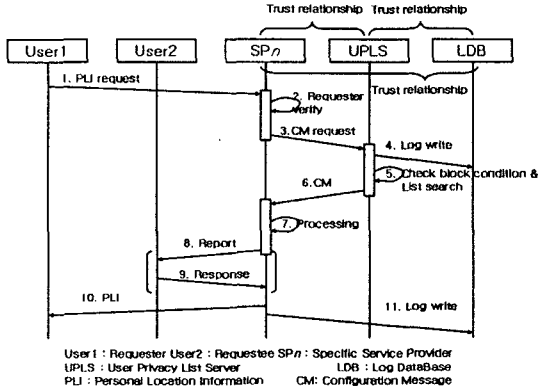 Trust relationship Trust relationship
User1 User2 SPn UPLS LDB
Trust relationship
1. PLI request
2. Requester
verify
3.CM request
4. Log write
5. Check block condition &
List search
6.CM
7. Processing
8. Report
9. Response
10. PLI
11. Log write
User1 : Requester User2 : Requestee SPn : Specific Service Provider
UPLS : User Privacy List Server LDB : Log DataBase
PLI : Personal Location Information CM: Configuration Message